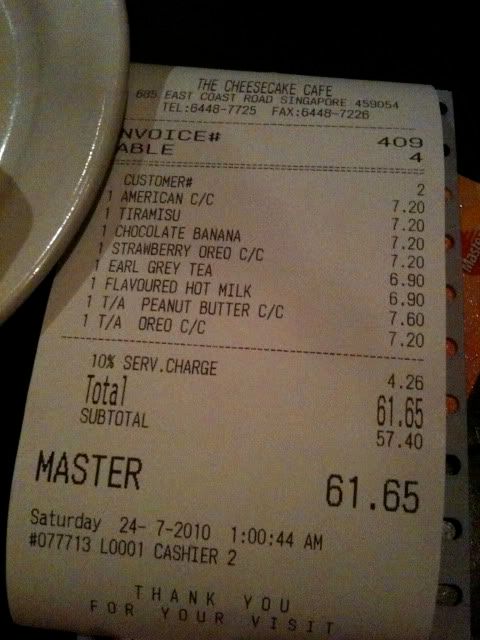 THE CHEESECAKE CAFE
685 EAST COAST ROAD SINGAPORE 459054
TEL:6448-7725 FAX:6448-7226
NVOICE# 409
ABLE 4
CUSTOMER# 2
1 AMERICAN C/C 7.20
1 TIRAMISU 7.20
1 CHOCOLATE BANANA 7.20
1 STRAWBERRY OREO C/C 7.20
1 EARL GREY TEA 6.90
1 FLAVOURED HOT MILK 6.90
1 T/A PEANUT BUTTER C/C 7.60
1 T/A OREO C/C 7.20
10% SERV.CHARGE 4.26
Total 61.65
SUBTOTAL 57.40
MASTER 61.65
Saturday 24- 7-2010 1:00:44 AM
#077713 L0001 CASHIER 2
THANK YOU
FOR YOUR VISIT